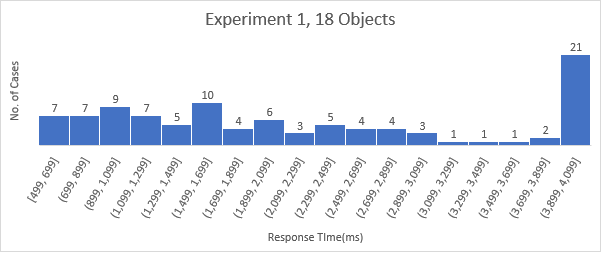 Experiment 1, 18 Objects
No. of Cases
7 7 9 7 5 10 4 6 3 5 4 4 3 1 1 1 2 21
[499, 699] (699, 899] (899, 1,099] (1,099, 1,299] (1,299, 1,499] (1,499, 1,699] (1,699, 1,899] (1,899, 2,099] (2,099, 2,299] (2,299, 2,499] (2,499, 2,699] (2,699, 2,899] (2,899, 3,099] (3,099, 3,299] (3,299, 3,499] (3,499, 3,699] (3,699, 3,899] (3,899, 4,099]
Response TIme(ms)